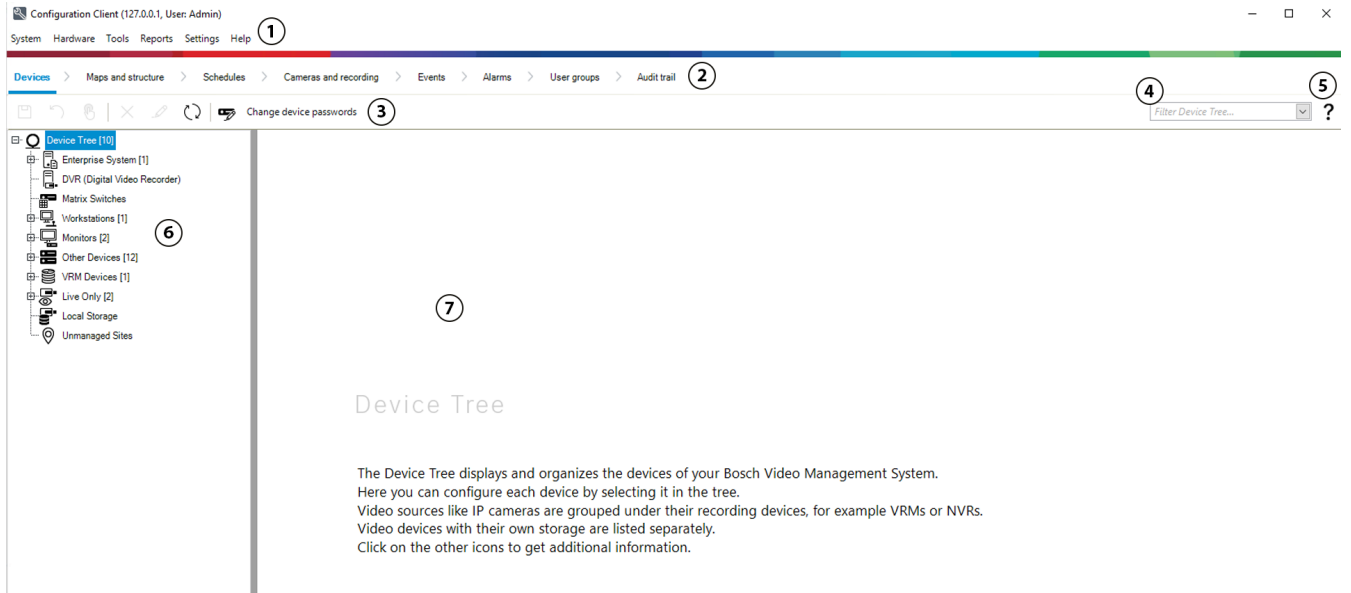 Configuration Client (127.0.0.1, User: Admin)
System Hardware Tools Reports Settings Help 1
Devices Maps and structure Schedules Cameras and recording Events Alarms User groups Audit trail 2
4 5
Change device passwords 3 Filter Device Tree... ?
Device Tree [10]
Enterprise System [1]
DVR (Digital Video Recorder)
Matrix Switches
Workstations [1]
6
Monitors [2]
Other Devices [12]
VRM Devices [1]
Live Only [2]
7
Local Storage
Unmanaged Sites
Device Tree
The Device Tree displays and organizes the devices of your Bosch Video Management System.
Here you can configure each device by selecting it in the tree.
Video sources like IP cameras are grouped under their recording devices, for example VRMs or NVRs.
Video devices with their own storage are listed separately.
Click on the other icons to get additional information.